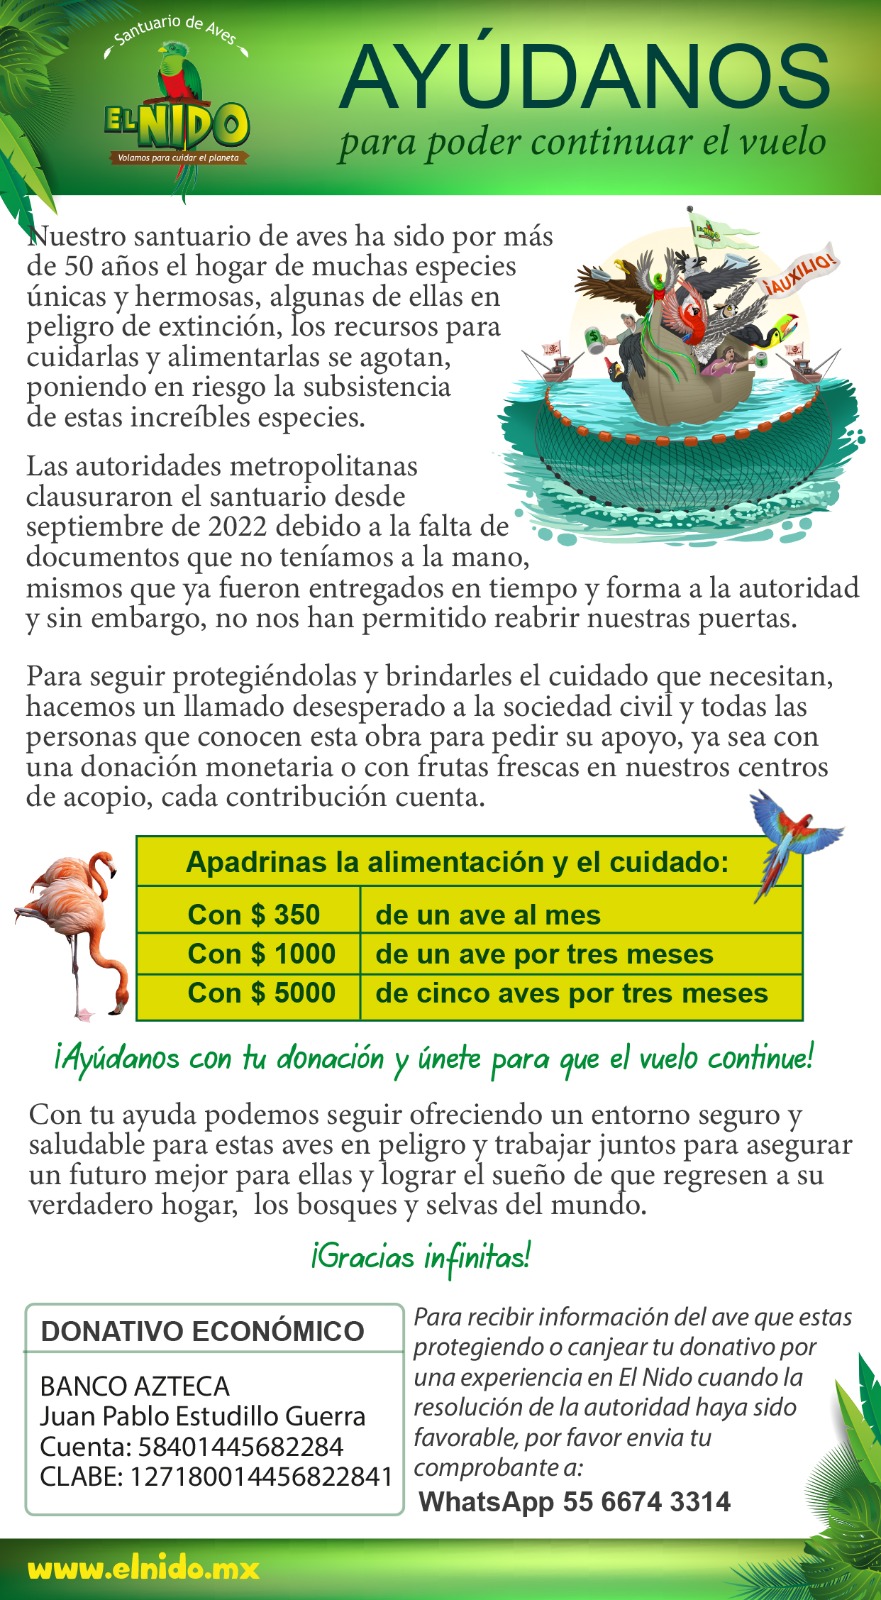 Santuario de Aves
EL NIDO
Volamos para cuidar el planeta
AYÚDANOS
para poder continuar el vuelo
Nuestro santuario de aves ha sido por más
de 50 años el hogar de muchas especies
únicas y hermosas, algunas de ellas en
peligro de extinción, los recursos para
cuidarlas y alimentarlas se agotan,
poniendo en riesgo la subsistencia
de estas increíbles especies.
EL NIDO
¡AUXILIO!
Las autoridades metropolitanas
clausuraron el santuario desde
septiembre de 2022 debido a la falta de
documentos que no teníamos a la mano,
mismos que ya fueron entregados en tiempo y forma a la autoridad
y sin embargo, no nos han permitido reabrir nuestras puertas.
Para seguir protegiéndolas y brindarles el cuidado que necesitan,
hacemos un llamado desesperado a la sociedad civil y todas las
personas que conocen esta obra para pedir su apoyo, ya sea con
una donación monetaria o con frutas frescas en nuestros centros
de acopio, cada contribución cuenta.
Apadrinas la alimentación y el cuidado:
Con $ 350 de un ave al mes
Con $ 1000 de un ave por tres meses
Con $ 5000 de cinco aves por tres meses
¡Ayúdanos con tu donación y únete para que el vuelo continue!
Con tu ayuda podemos seguir ofreciendo un entorno seguro y
saludable para estas aves en peligro y trabajar juntos para asegurar
un futuro mejor para ellas y lograr el sueño de que regresen a su
verdadero hogar, los bosques y selvas del mundo.
¡Gracias infinitas!
DONATIVO ECONÓMICO
BANCO AZTECA
Juan Pablo Estudillo Guerra
Cuenta: 58401445682284
CLABE: 127180014456822841
Para recibir información del ave que estas
protegiendo o canjear tu donativo por
una experiencia en El Nido cuando la
resolución de la autoridad haya sido
favorable, por favor envia tu
comprobante a:
WhatsApp 55 6674 3314
www.elnido.mx